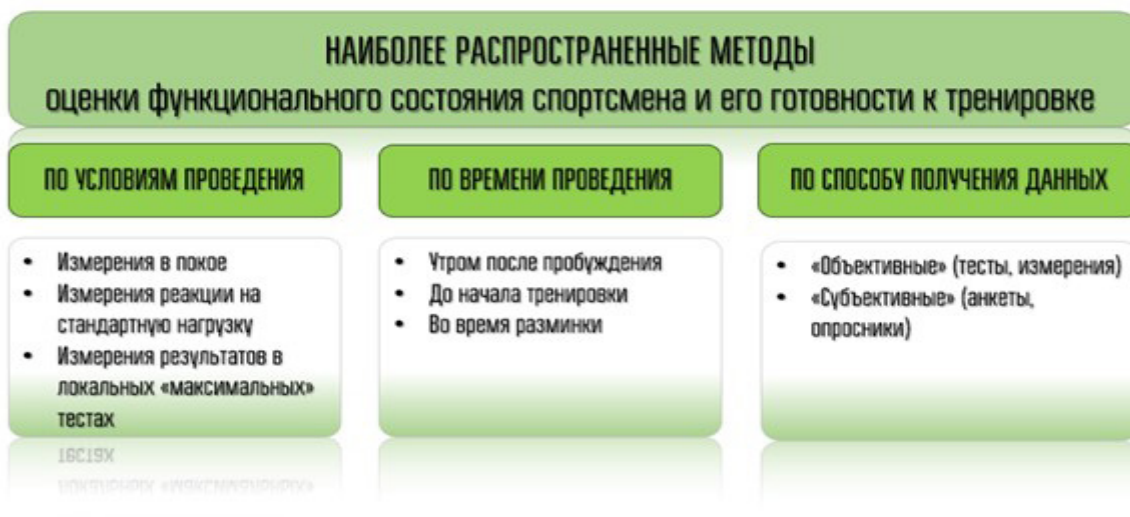 НАИБОЛЕЕ РАСПРОСТРАНЕННЫЕ МЕТОДЫ
оценки функционального состояния спортсмена и его готовности к тренировке
ПО УСЛОВИЯМ ПРОВЕДЕНИЯ
• Измерения в покое
• Измерения реакции на
стандартную нагрузку
• Измерения результатов в
локальных «максимальных»
тестах
ПО ВРЕМЕНИ ПРОВЕДЕНИЯ
• Утром после пробуждения
• До начала тренировки
• Во время разминки
ПО СПОСОБУ ПОЛУЧЕНИЯ ДАННЫХ
• «Объективные» (тесты, измерения)
• «Субъективные» (анкеты,
опросники)